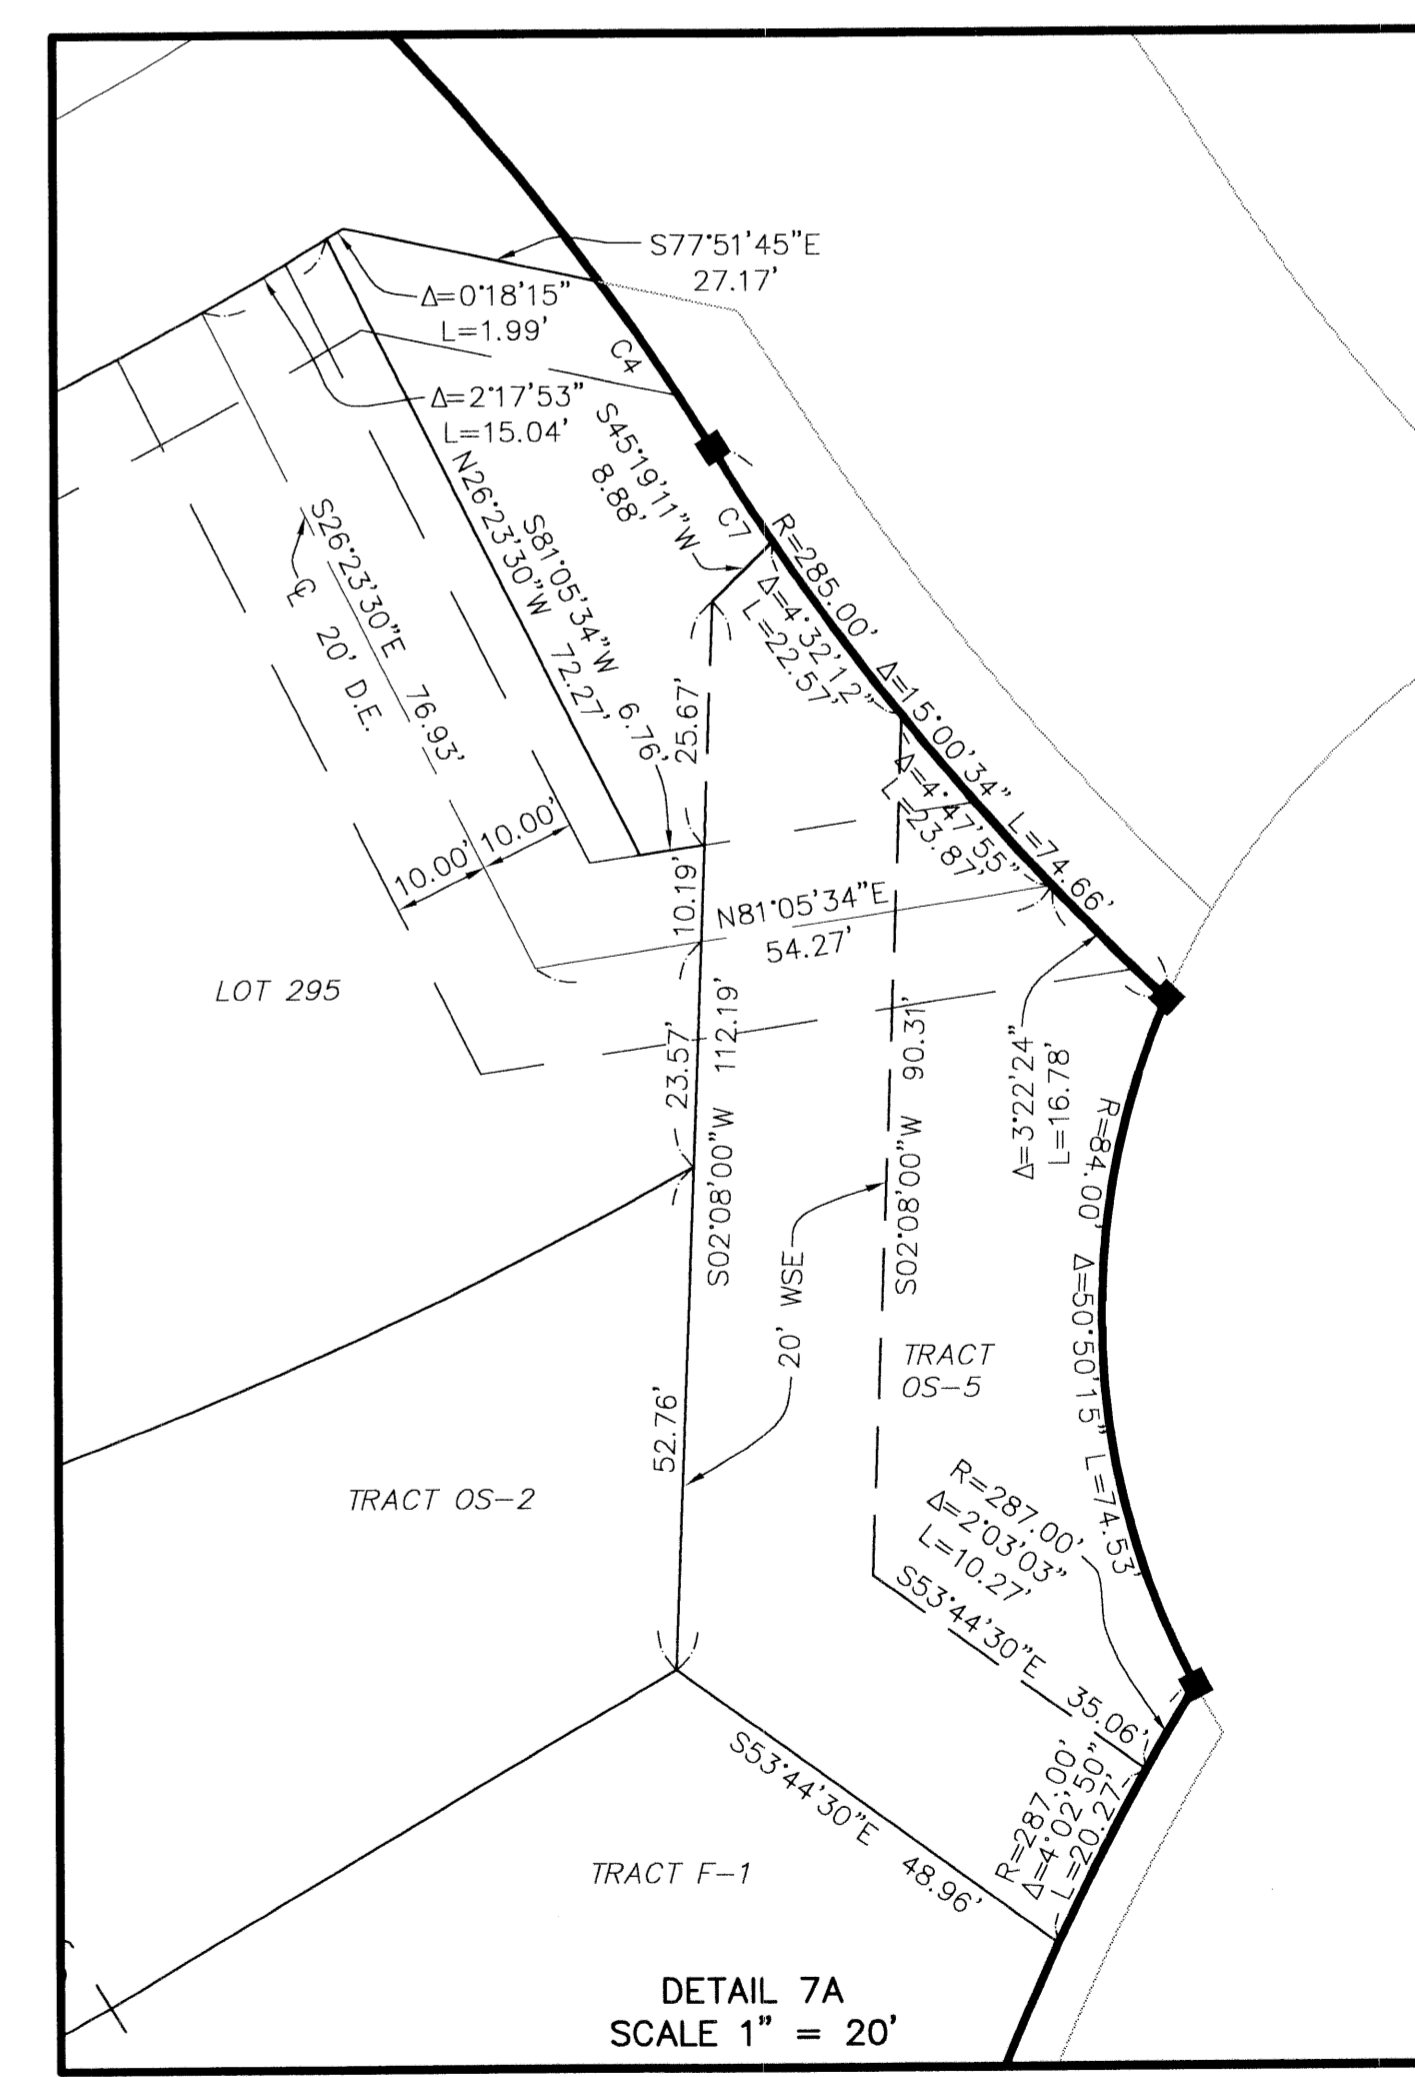 S77°51'45"E
27.17'
Δ=0°18'15"
L=1.99'
C4
Δ=2°17'53"
L=15.04'
S45°19'11"W
8.88'
C7
R=285.00' Δ=15°00'34" L=74.66'
Δ=4°32'12"
L=22.57'
N26°23'30"W 72.27'
S81°05'34"W 6.76'
S26°23'30"E 76.93'
℄ 20' D.E.
25.67'
Δ=4°47'55"
L=23.87'
10.00' 10.00'
10.19'
N81°05'34"E
54.27'
LOT 295
23.57'
S02°08'00"W 112.19'
S02°08'00"W 90.31'
Δ=3°22'24"
L=16.78'
R=84.00' Δ=50°50'15" L=74.53'
20' WSE
TRACT
OS-5
52.76'
TRACT OS-2
R=287.00'
Δ=2°03'03"
L=10.27'
S53°44'30"E 35.06'
R=287.00'
Δ=4°02'50"
L=20.27'
S53°44'30"E 48.96'
TRACT F-1
DETAIL 7A
SCALE 1" = 20'